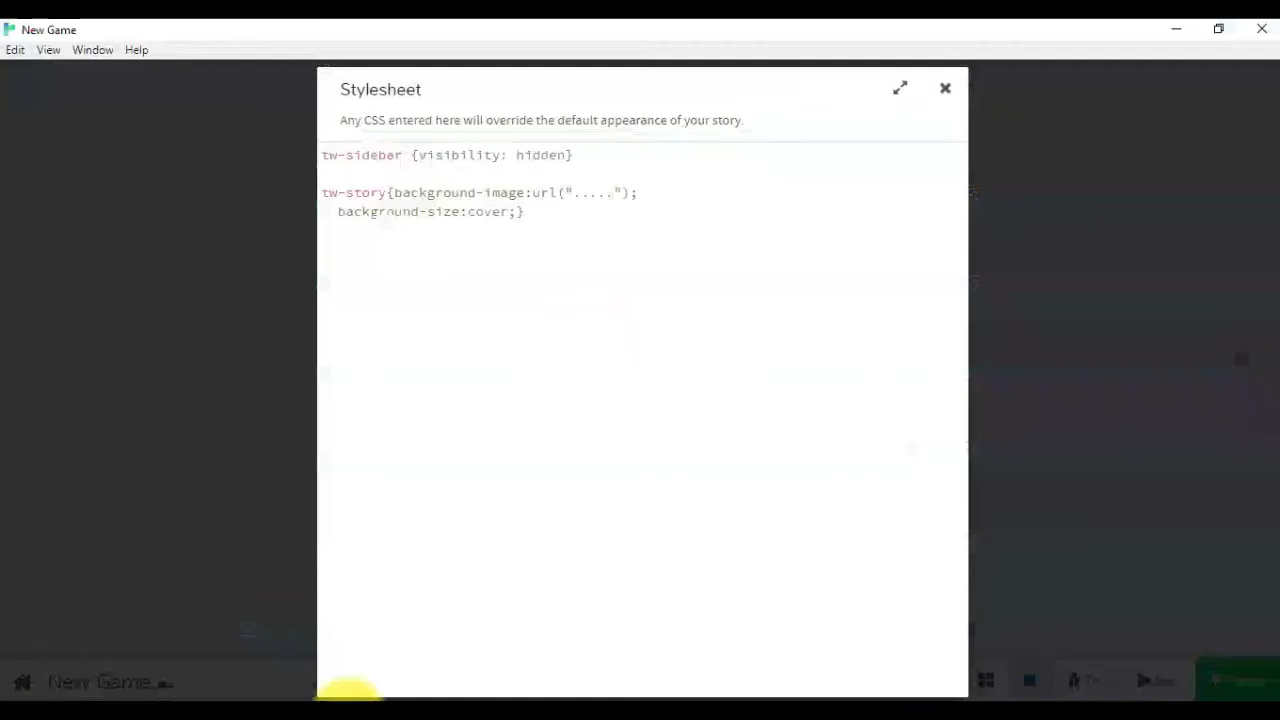 New Game
Edit View Window Help
Stylesheet
Any CSS entered here will override the default appearance of your story.
tw-sidebar {visibility: hidden}
tw-story{background-image:url(".....");
background-size:cover;}
New Game